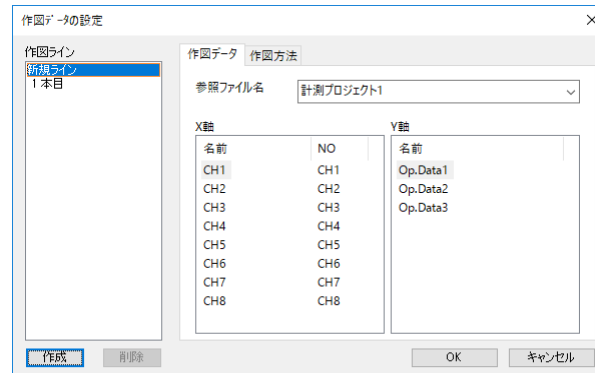 作図データの設定
作図ライン
新規ライン
1本目
作図データ 作図方法
参照ファイル名 計測プロジェクト1
X軸
名前 NO
CH1 CH1
CH2 CH2
CH3 CH3
CH4 CH4
CH5 CH5
CH6 CH6
CH7 CH7
CH8 CH8
Y軸
名前
Op.Data1
Op.Data2
Op.Data3
作成 削除 OK キャンセル